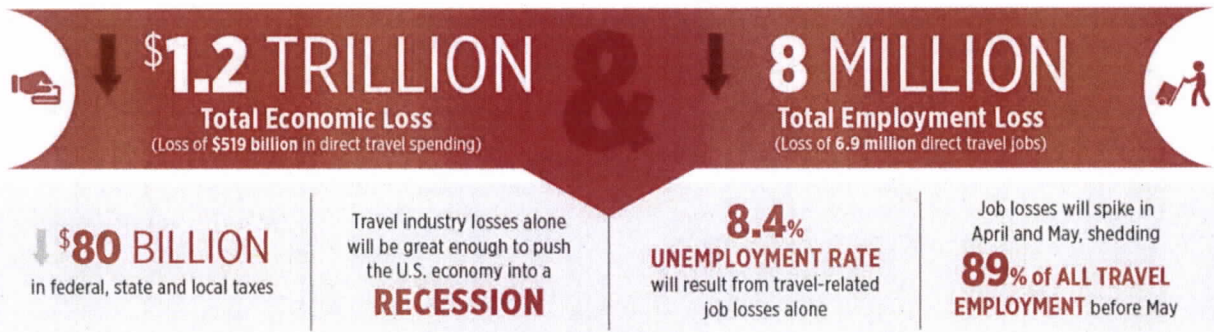 $1.2 TRILLION
Total Economic Loss
(Loss of $519 billion in direct travel spending)
&
8 MILLION
Total Employment Loss
(Loss of 6.9 million direct travel jobs)
$80 BILLION
in federal, state and local taxes
Travel industry losses alone
will be great enough to push
the U.S. economy into a
RECESSION
8.4%
UNEMPLOYMENT RATE
will result from travel-related
job losses alone
Job losses will spike in
April and May, shedding
89% of ALL TRAVEL
EMPLOYMENT before May